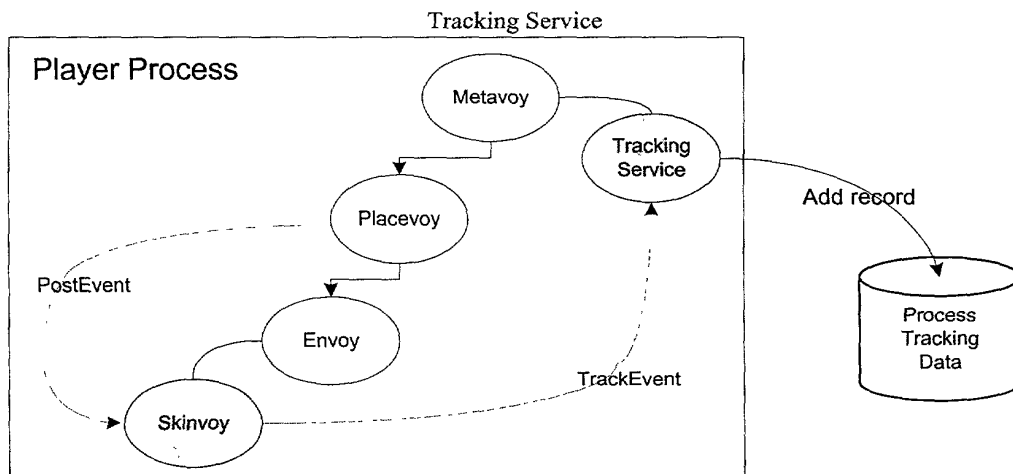 Tracking Service
Player Process
Metavoy
Tracking
Service
Add record
Placevoy
PostEvent
Process
Tracking
Data
Envoy
TrackEvent
Skinvoy